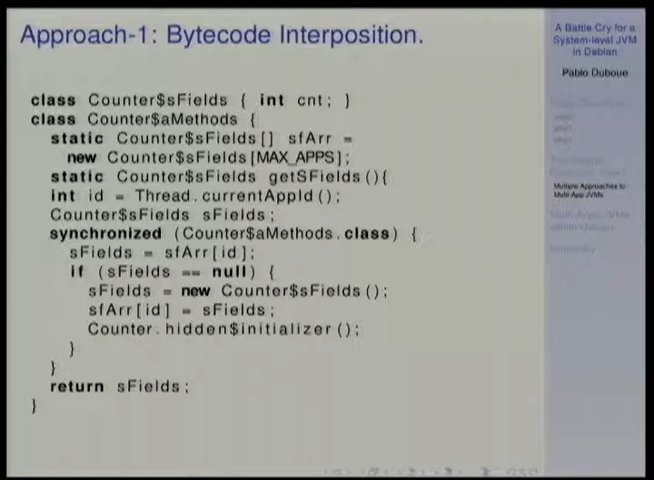 Approach-1: Bytecode Interposition.
class Counter$sFields { int cnt; }
class Counter$aMethods {
static Counter$sFields[] sfArr =
new Counter$sFields[MAX_APPS];
static Counter$sFields getSFields(){
int id = Thread.currentAppId();
Counter$sFields sFields;
synchronized (Counter$aMethods.class) {
sFields = sfArr[id];
if (sFields == null) {
sFields = new Counter$sFields();
sfArr[id] = sFields;
Counter.hidden$initializer();
}
}
return sFields;
}
A Battle Cry for a
System-level JVM
in Debian
Pablo Duboue
Multiple Approaches to
Multi-App JVMs